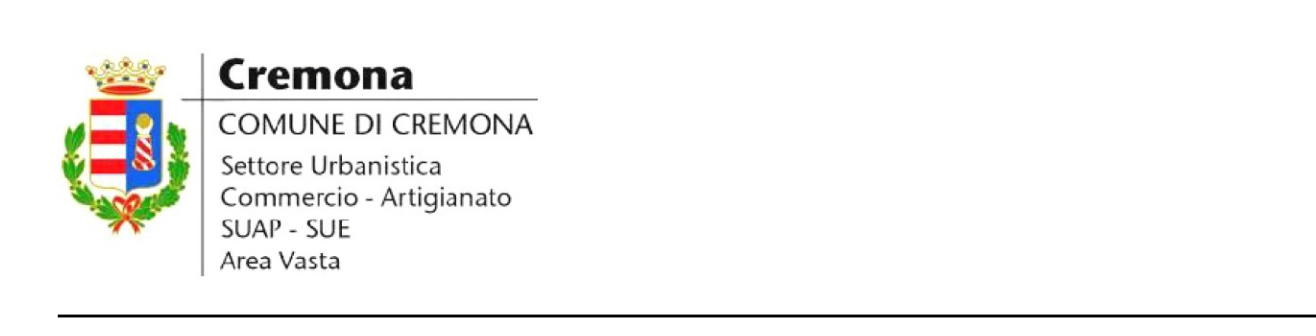 Cremona
COMUNE DI CREMONA
Settore Urbanistica
Commercio - Artigianato
SUAP - SUE
Area Vasta